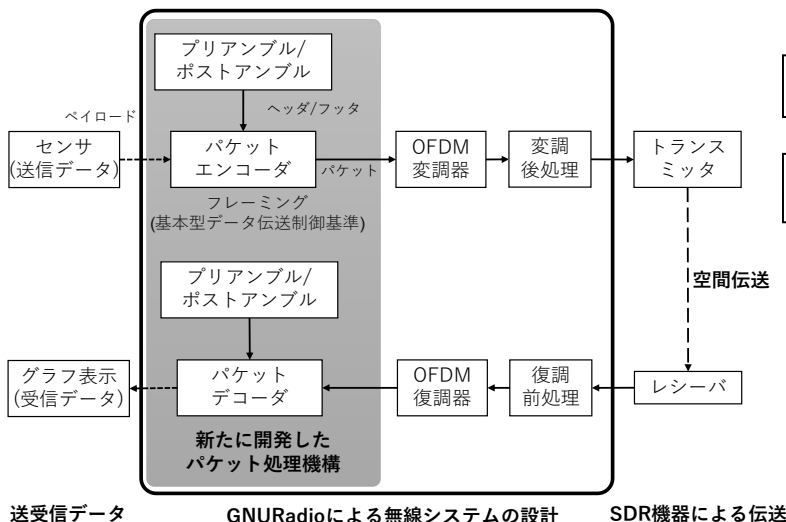 プリアンブル/
ポストアンブル
ペイロード
ヘッダ/フッタ
センサ
(送信データ)
パケット
エンコーダ
パケット
OFDM
変調器
変調
後処理
トランス
ミッタ
フレーミング
(基本型データ伝送制御基準)
プリアンブル/
ポストアンブル
空間伝送
グラフ表示
(受信データ)
パケット
デコーダ
OFDM
復調器
復調
前処理
レシーバ
新たに開発した
パケット処理機構
送受信データ
GNURadioによる無線システムの設計
SDR機器による伝送